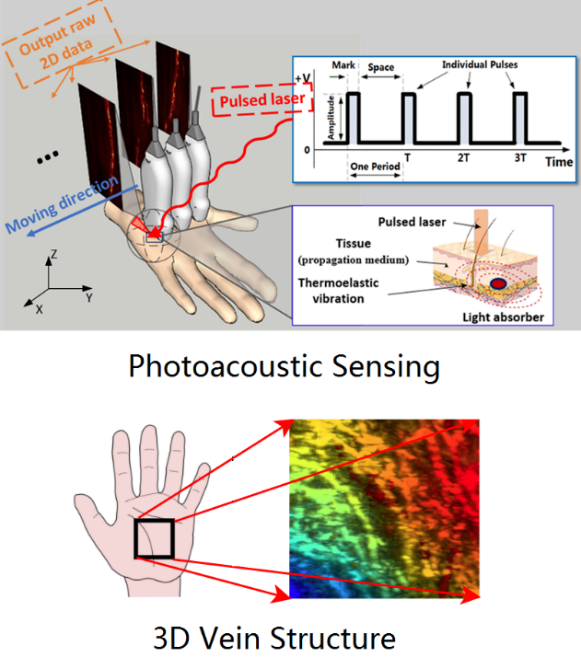 Output raw
2D data
Pulsed laser
Moving direction
...
Z
Y
X
+V
Mark
Space
Individual Pulses
Amplitude
0
T
2T
3T
Time
One Period
Pulsed laser
Tissue
(propagation medium)
Thermoelastic
vibration
Light absorber
Photoacoustic Sensing
3D Vein Structure